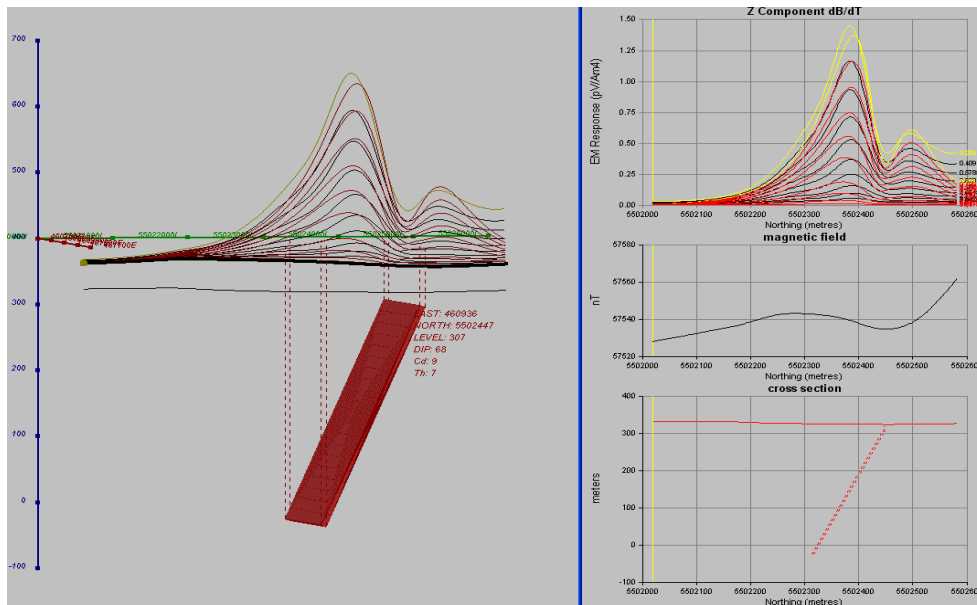 700
600
500
400
300
200
100
0
-100
5502200N
EAST: 460936
NORTH: 5502447
LEVEL: 307
DIP: 68
Cd: 9
Th: 7
Z Component dB/dT
EM Response (pV/Am4)
1.50
1.25
1.00
0.75
0.50
0.25
0.00
5502000 5502100 5502200 5502300 5502400 5502500 550260
Northing (metres)
magnetic field
nT
57680
57560
57540
57520
5502000 5502100 5502200 5502300 5502400 5502500 550260
Northing (metres)
cross section
meters
400
300
200
100
0
-100
5502000 5502100 5502200 5502300 5502400 5502500 550260
Northing (metres)